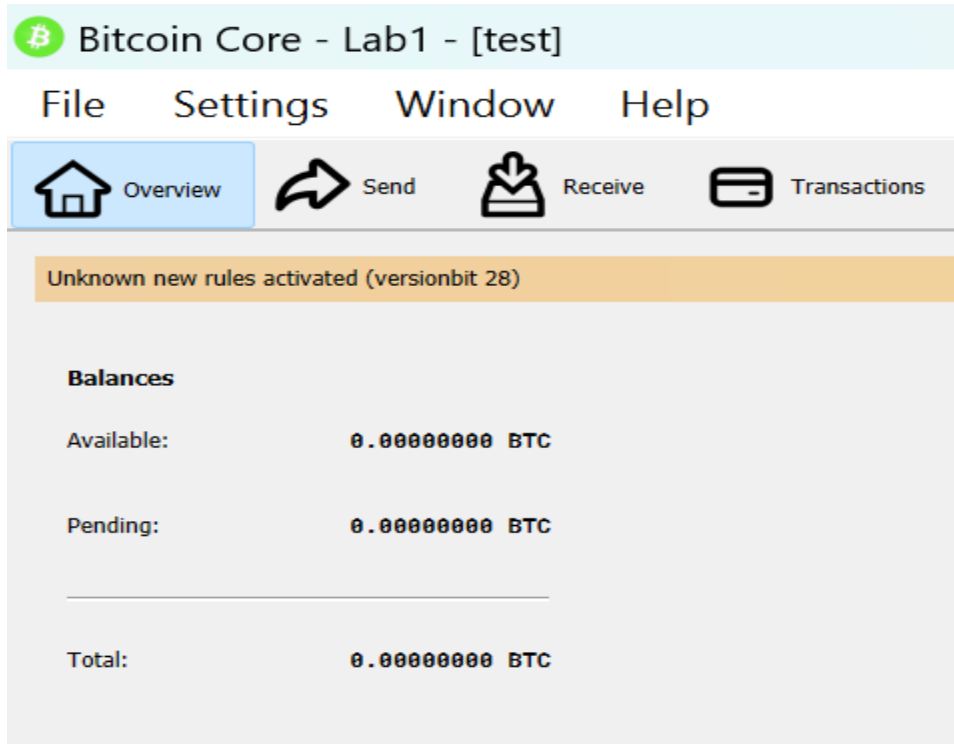 Bitcoin Core - Lab1 - [test]
File Settings Window Help
Overview Send Receive Transactions
Unknown new rules activated (versionbit 28)
Balances
Available: 0.00000000 BTC
Pending: 0.00000000 BTC
Total: 0.00000000 BTC